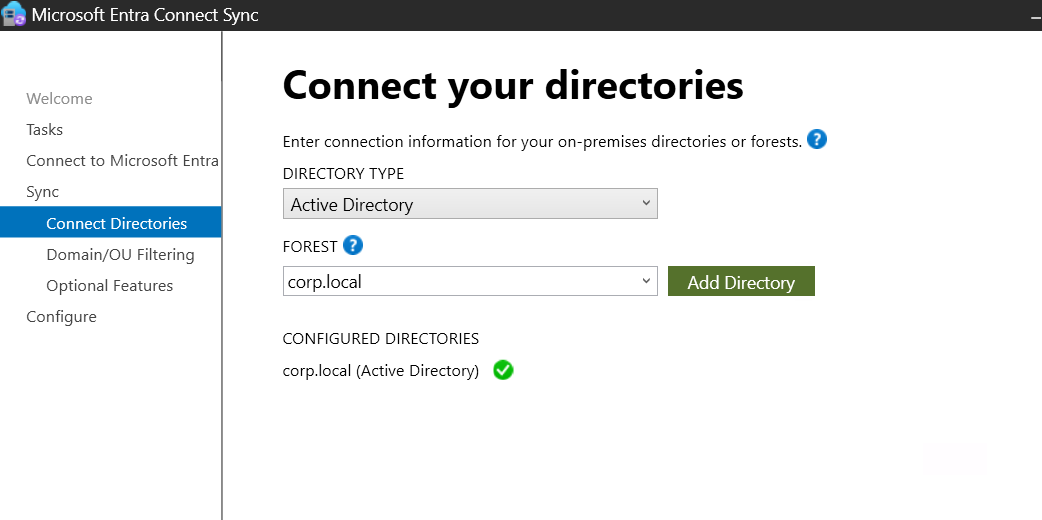 Microsoft Entra Connect Sync
Welcome
Tasks
Connect to Microsoft Entra
Sync
Connect Directories
Domain/OU Filtering
Optional Features
Configure
Connect your directories
Enter connection information for your on-premises directories or forests. ?
DIRECTORY TYPE
Active Directory
FOREST ?
corp.local
Add Directory
CONFIGURED DIRECTORIES
corp.local (Active Directory)